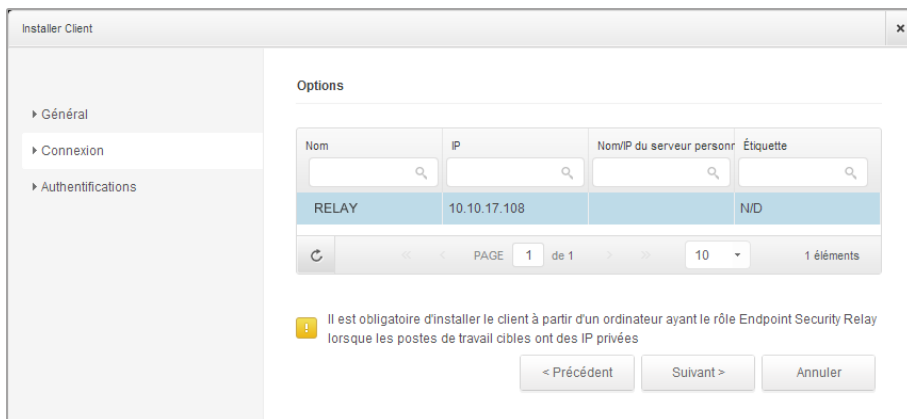 Installer Client
Options
Général
Connexion
Authentifications
Nom IP Nom/IP du serveur personr Étiquette
RELAY 10.10.17.108 N/D
PAGE 1 de 1 10 1 éléments
Il est obligatoire d'installer le client à partir d'un ordinateur ayant le rôle Endpoint Security Relay
lorsque les postes de travail cibles ont des IP privées
< Précédent Suivant > Annuler